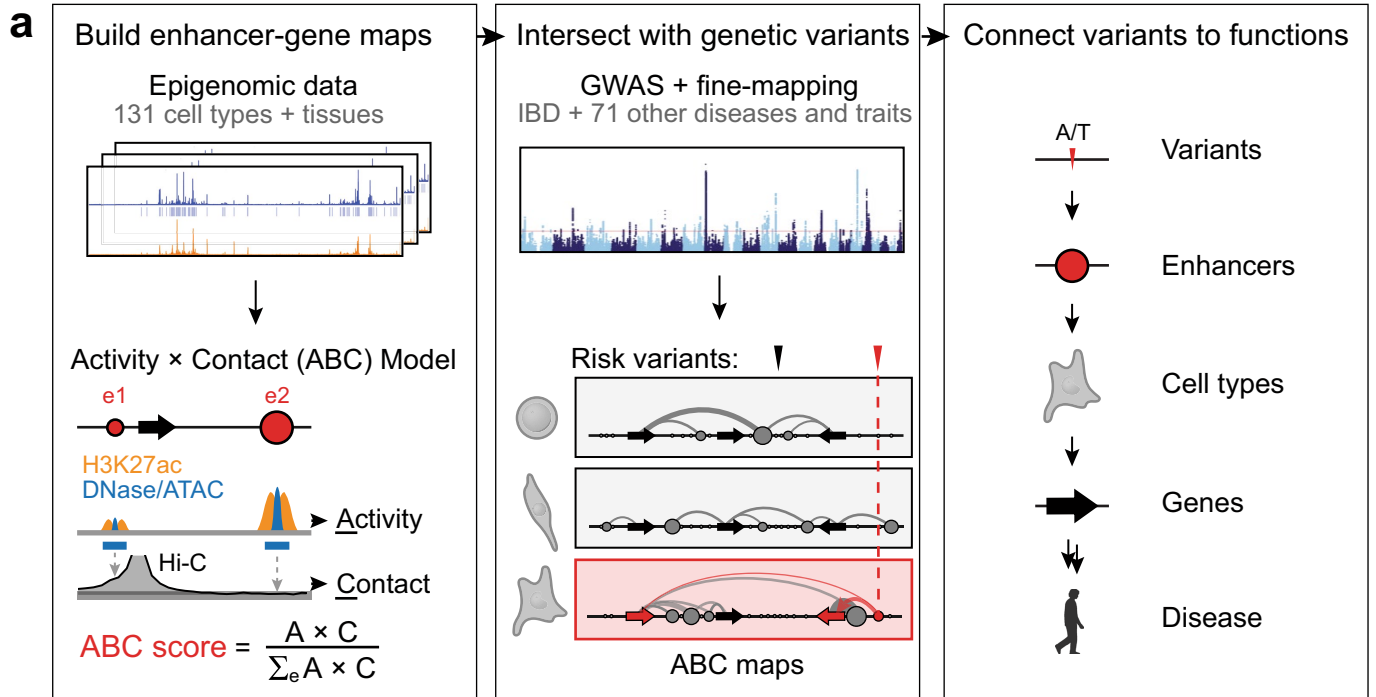 a
Build enhancer-gene maps
Epigenomic data
131 cell types + tissues
Activity × Contact (ABC) Model
e1
e2
H3K27ac
DNase/ATAC
Activity
Hi-C
Contact
ABC score = A × C / ∑e A × C
Intersect with genetic variants
GWAS + fine-mapping
IBD + 71 other diseases and traits
Risk variants:
ABC maps
Connect variants to functions
A/T
Variants
Enhancers
Cell types
Genes
Disease